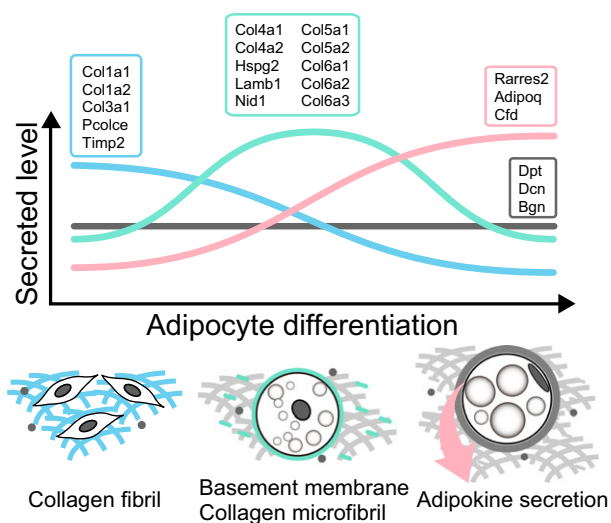 Col1a1
Col1a2
Col3a1
Pcolce
Timp2
Col4a1 Col5a1
Col4a2 Col5a2
Hspg2 Col6a1
Lamb1 Col6a2
Nid1 Col6a3
Rarres2
Adipoq
Cfd
Dpt
Dcn
Bgn
Secreted level
Adipocyte differentiation
Collagen fibril
Basement membrane
Collagen microfibril
Adipokine secretion